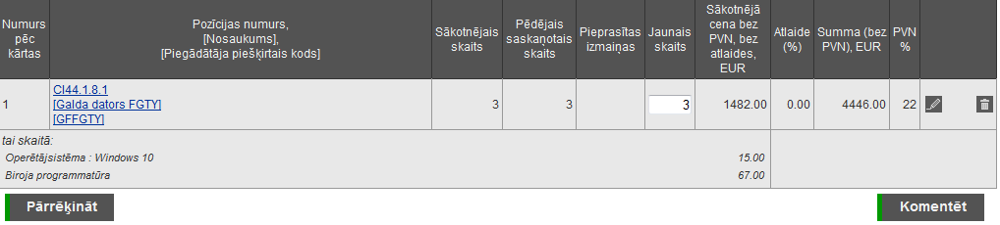 Numurs pēc kārtas
Pozīcijas numurs, [Nosaukums], [Piegādātāja piešķirtais kods]
Sākotnējais skaits
Pēdējais saskaņotais skaits
Pieprasītas izmaiņas
Jaunais skaits
Sākotnējā cena bez PVN, bez atlaides, EUR
Atlaide (%)
Summa (bez PVN), EUR
PVN %
1
CI44.1.8.1
[Galda dators FGTY]
[GFFGTY]
3
3
3
1482.00
0.00
4446.00
22
tai skaitā:
Operētājsistēma : Windows 10 15.00
Biroja programmatūra 67.00
Pārrēķināt
Komentēt